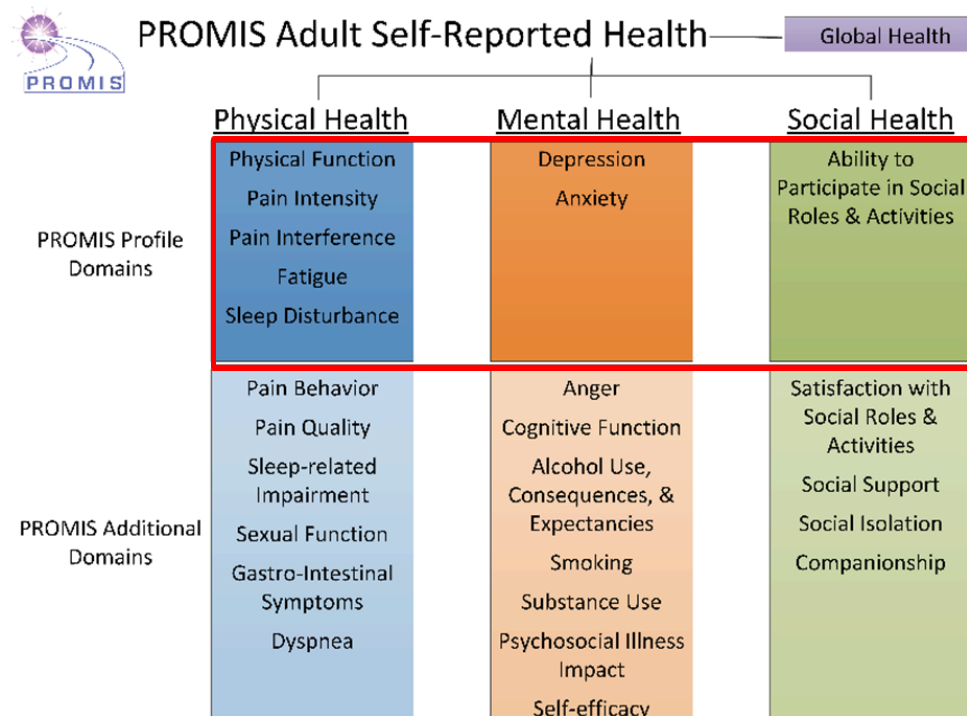 PROMIS
PROMIS Adult Self-Reported Health
Global Health
Physical Health
Mental Health
Social Health
PROMIS Profile
Domains
Physical Function
Pain Intensity
Pain Interference
Fatigue
Sleep Disturbance
Depression
Anxiety
Ability to
Participate in Social
Roles & Activities
PROMIS Additional
Domains
Pain Behavior
Pain Quality
Sleep-related
Impairment
Sexual Function
Gastro-Intestinal
Symptoms
Dyspnea
Anger
Cognitive Function
Alcohol Use,
Consequences, &
Expectancies
Smoking
Substance Use
Psychosocial Illness
Impact
Self-efficacy
Satisfaction with
Social Roles &
Activities
Social Support
Social Isolation
Companionship